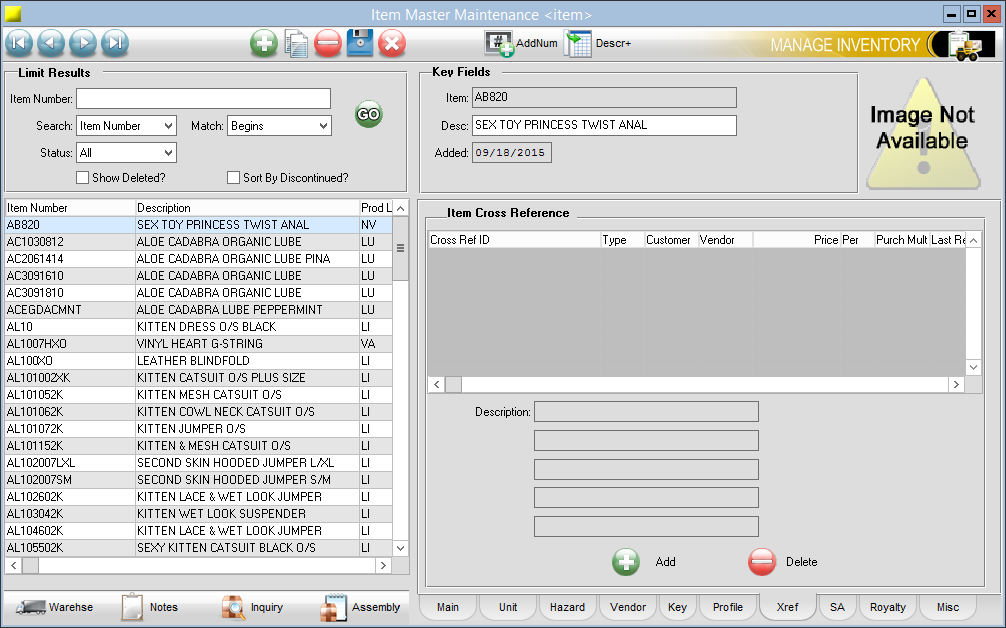 Item Master Maintenance <item>
AddNum Descr+ MANAGE INVENTORY
Limit Results
Item Number:
GO
Search: Item Number Match: Begins
Status: All
Show Deleted? Sort By Discontinued?
Key Fields
Item: AB820
Desc: SEX TOY PRINCESS TWIST ANAL
Added: 09/18/2015
Image Not
Available
Item Number Description Prod L
AB820 SEX TOY PRINCESS TWIST ANAL NV
AC1030812 ALOE CADABRA ORGANIC LUBE LU
AC2061414 ALOE CADABRA ORGANIC LUBE PINA LU
AC3091610 ALOE CADABRA ORGANIC LUBE LU
AC3091810 ALOE CADABRA ORGANIC LUBE LU
ACEGDACMNT ALOE CADABRA LUBE PEPPERMINT LU
AL10 KITTEN DRESS O/S BLACK LI
AL1007HXO VINYL HEART G-STRING VA
AL100XO LEATHER BLINDFOLD LI
AL101002XK KITTEN CATSUIT O/S PLUS SIZE LI
AL101052K KITTEN MESH CATSUIT O/S LI
AL101062K KITTEN COWL NECK CATSUIT O/S LI
AL101072K KITTEN JUMPER O/S LI
AL101152K KITTEN & MESH CATSUIT O/S LI
AL102007LXL SECOND SKIN HOODED JUMPER L/XL LI
AL102007SM SECOND SKIN HOODED JUMPER S/M LI
AL102602K KITTEN LACE & WET LOOK JUMPER LI
AL103042K KITTEN WET LOOK SUSPENDER LI
AL104602K KITTEN LACE & WET LOOK JUMPER LI
AL105502K SEXY KITTEN CATSUIT BLACK O/S LI
Item Cross Reference
Cross Ref ID Type Customer Vendor Price Per Purch Mult Last Re
Description:
Add Delete
Warehse Notes Inquiry Assembly
Main Unit Hazard Vendor Key Profile Xref SA Royalty Misc